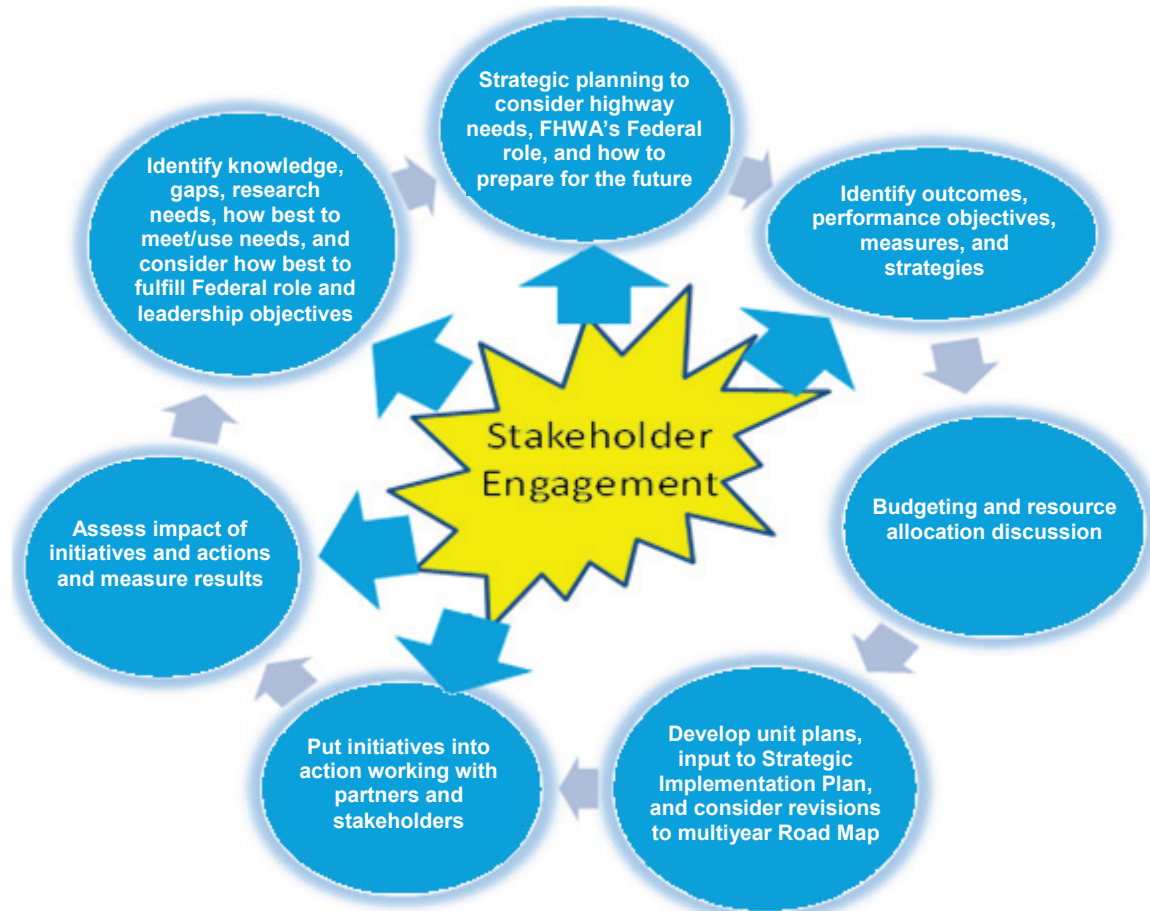 Strategic planning to
consider highway
needs, FHWA's Federal
role, and how to
prepare for the future
Identify outcomes,
performance objectives,
measures, and
strategies
Budgeting and resource
allocation discussion
Develop unit plans,
input to Strategic
Implementation Plan,
and consider revisions
to multiyear Road Map
Put initiatives into
action working with
partners and
stakeholders
Assess impact of
initiatives and actions
and measure results
Identify knowledge,
gaps, research
needs, how best to
meet/use needs, and
consider how best to
fulfill Federal role and
leadership objectives
Stakeholder
Engagement